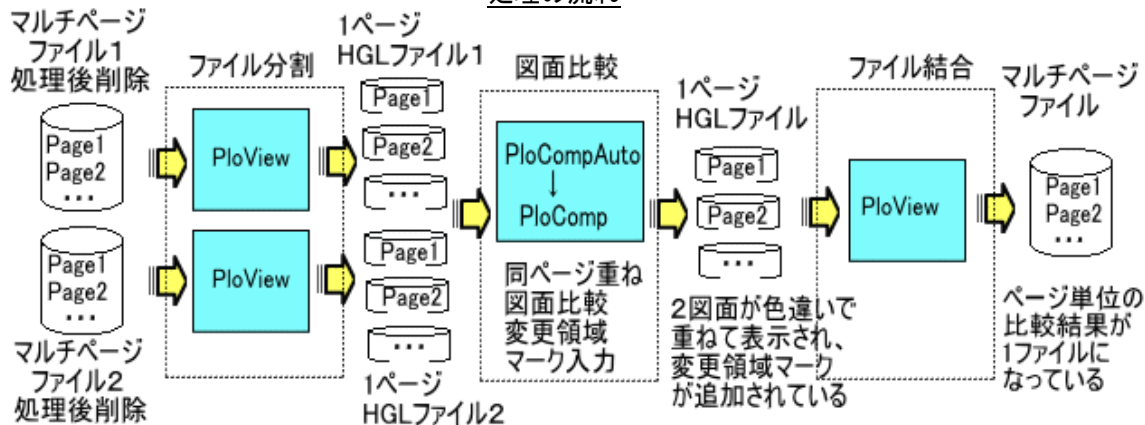 処理の流れ
マルチページ
ファイル1
処理後削除
Page1
Page2
...
Page1
Page2
...
マルチページ
ファイル2
処理後削除
ファイル分割
PloView
PloView
1ページ
HGLファイル1
Page1
Page2
...
Page1
Page2
...
1ページ
HGLファイル2
図面比較
PloCompAuto
↓
PloComp
同ページ重ね
図面比較
変更領域
マーク入力
1ページ
HGLファイル
Page1
Page2
...
2図面が色違いで
重ねて表示され、
変更領域マーク
が追加されている
ファイル結合
PloView
マルチページ
ファイル
Page1
Page2
...
ページ単位の
比較結果が
1ファイルに
なっている